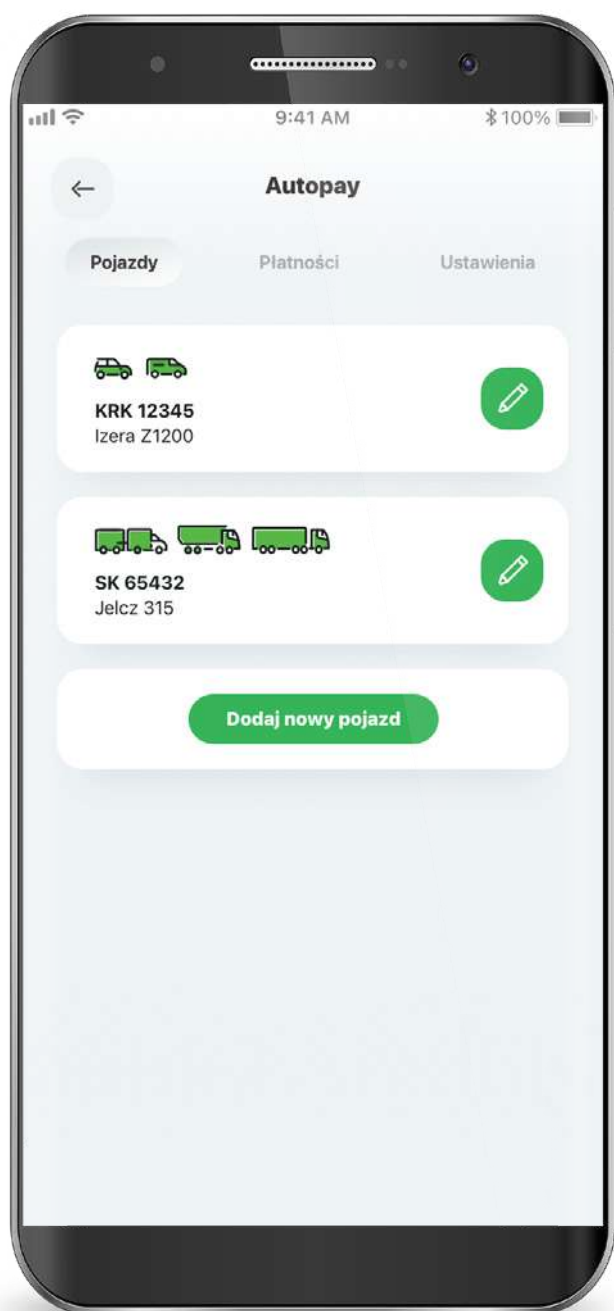 9:41 AM
100%
Autopay
Pojazdy
Płatności
Ustawienia
KRK 12345
Izera Z1200
SK 65432
Jelcz 315
Dodaj nowy pojazd